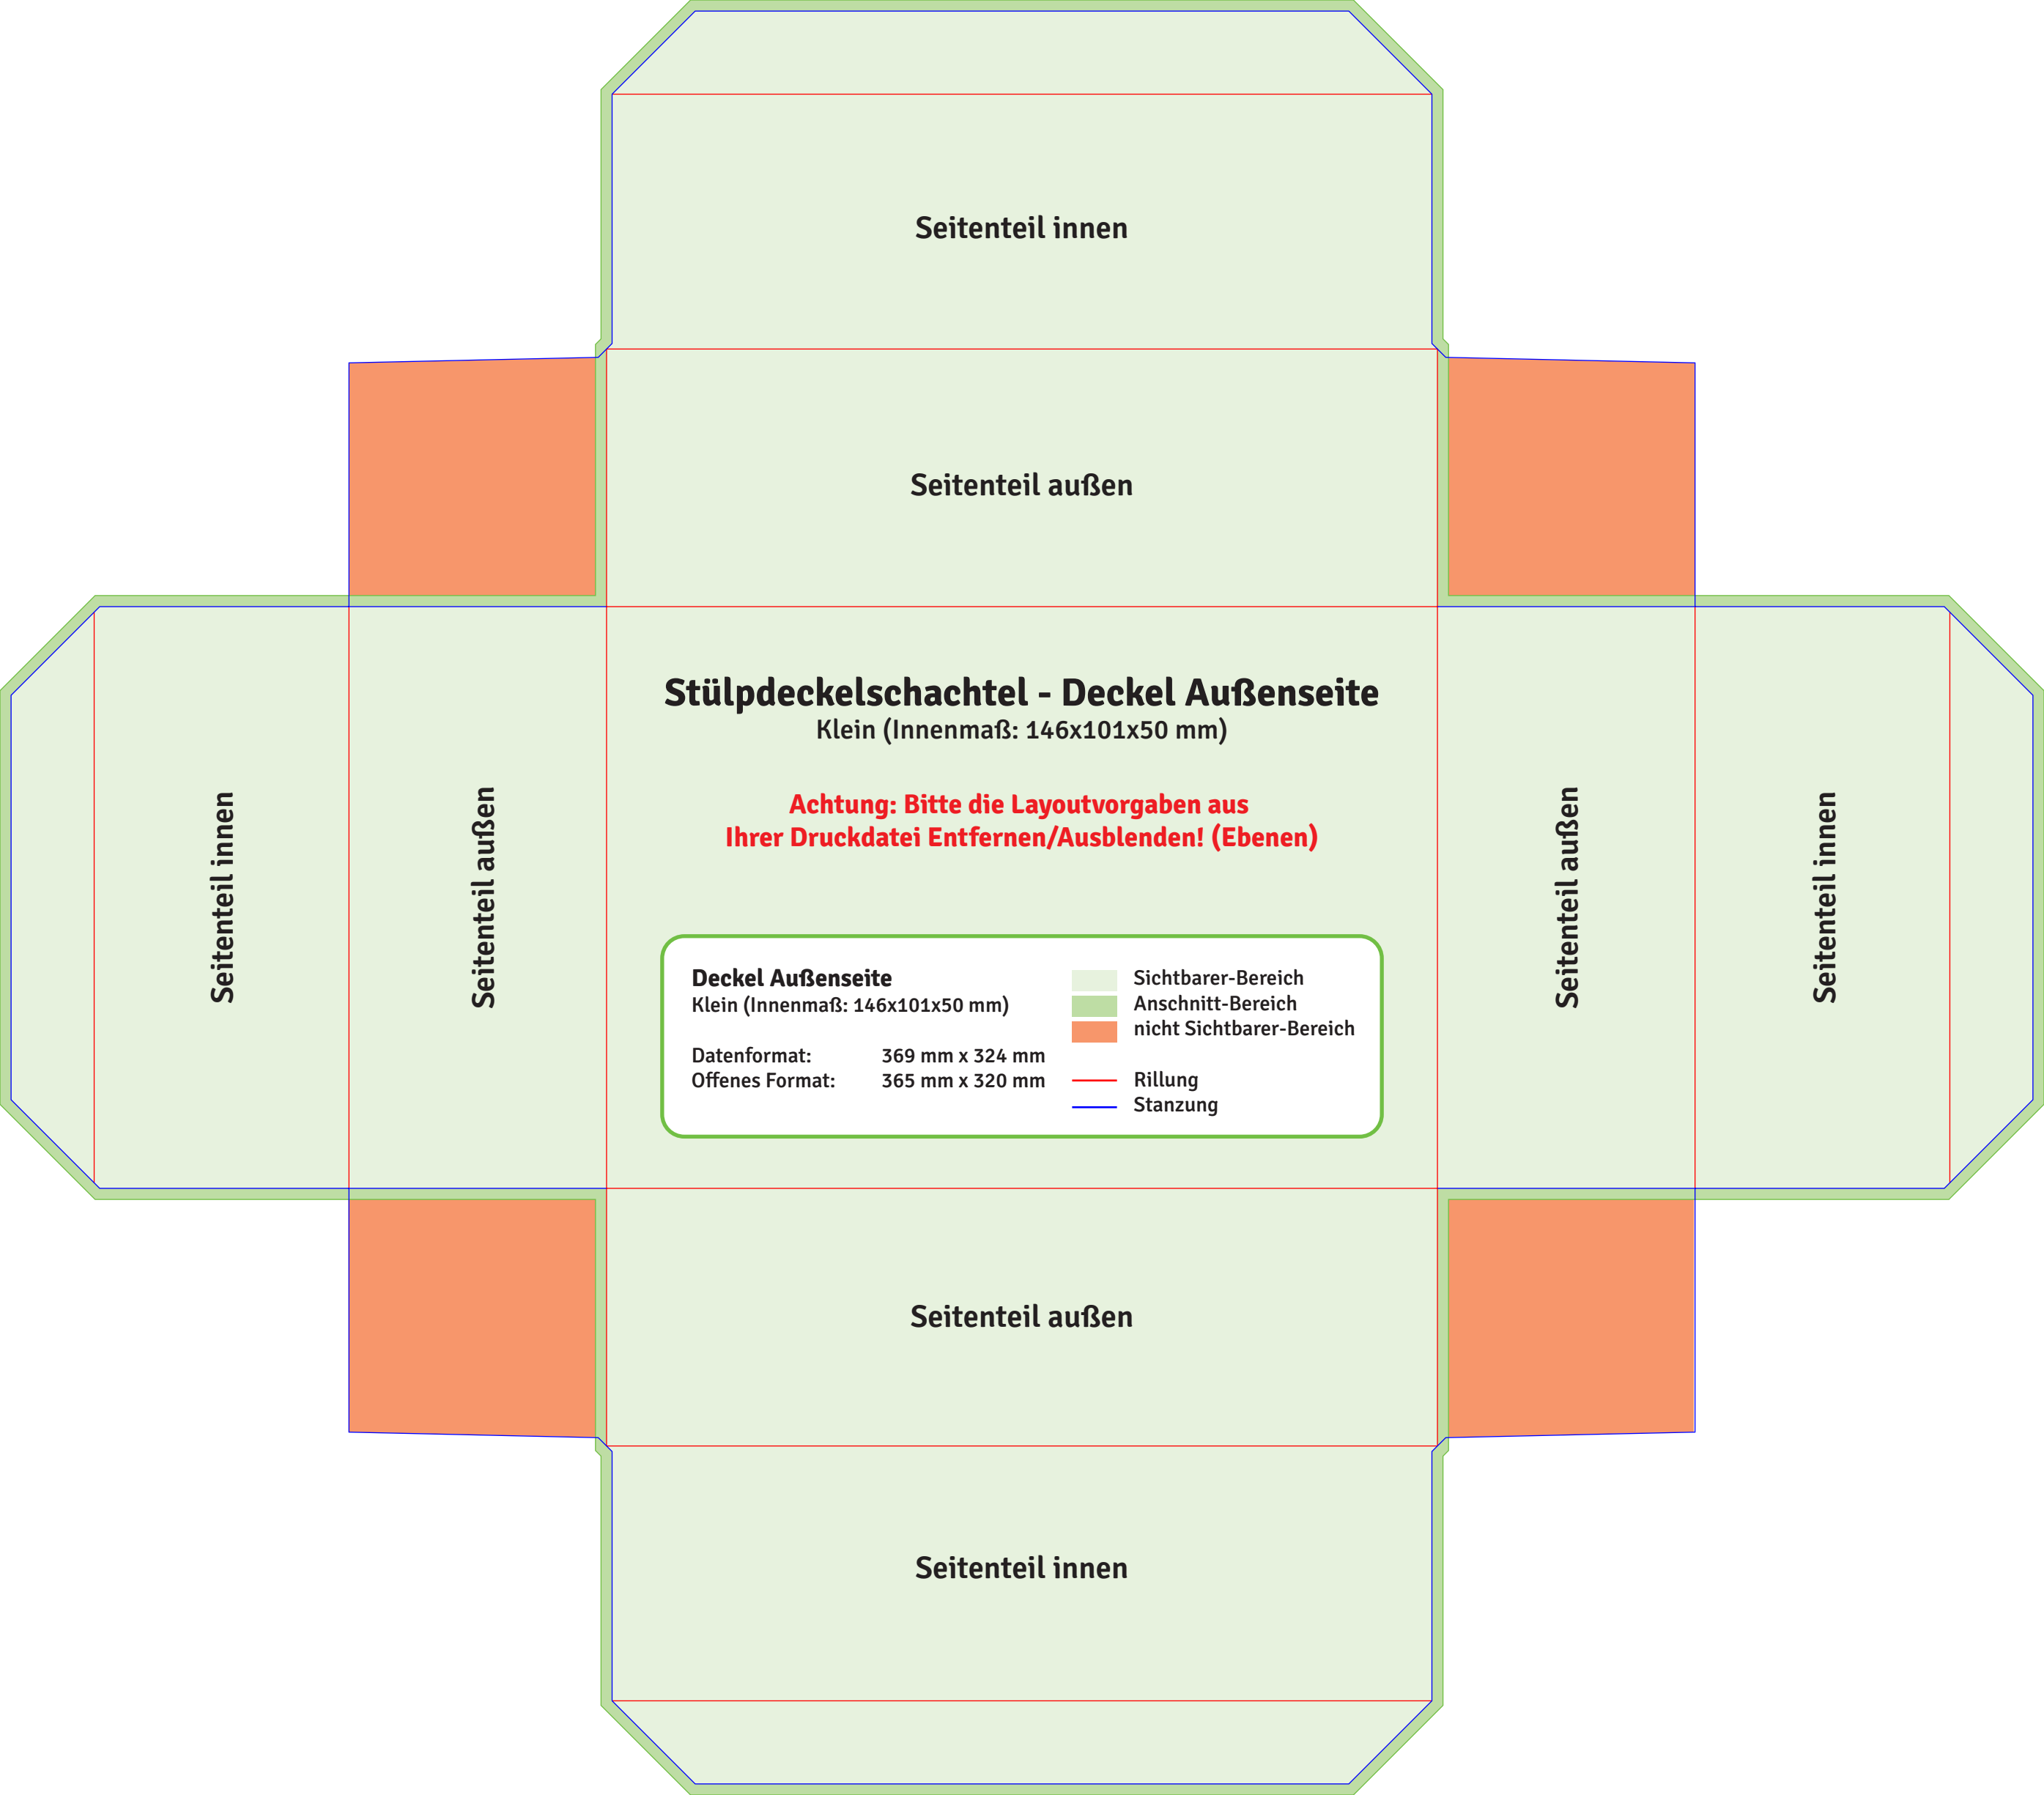 Seitenteil innen
Seitenteil außen
Stülpdeckelschachtel - Deckel Außenseite
Klein (Innenmaß: 146x101x50 mm)
Achtung: Bitte die Layoutvorgaben aus
Ihrer Druckdatei Entfernen/Ausblenden! (Ebenen)
Seitenteil innen
Seitenteil außen
Seitenteil außen
Seitenteil innen
Deckel Außenseite
Klein (Innenmaß: 146x101x50 mm)
Datenformat: 369 mm x 324 mm
Offenes Format: 365 mm x 320 mm
Sichtbarer-Bereich
Anschnitt-Bereich
nicht Sichtbarer-Bereich
Rillung
Stanzung
Seitenteil außen
Seitenteil innen